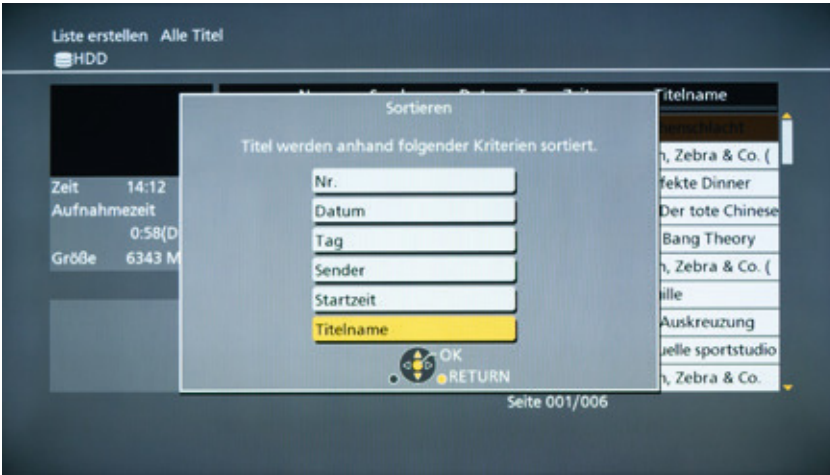 Liste erstellen Alle Titel
HDD
Titelname
Sortieren
Titel werden anhand folgender Kriterien sortiert.
henschlacht
Nr.
n, Zebra & Co. (
Zeit 14:12
fekte Dinner
Aufnahmezeit
Datum
Der tote Chinese
0:58(D
Tag
Bang Theory
Größe 6343 M
Sender
n, Zebra & Co. (
Startzeit
ille
Titelname
Auskreuzung
OK
uelle sportstudio
RETURN
n, Zebra & Co.
Seite 001/006